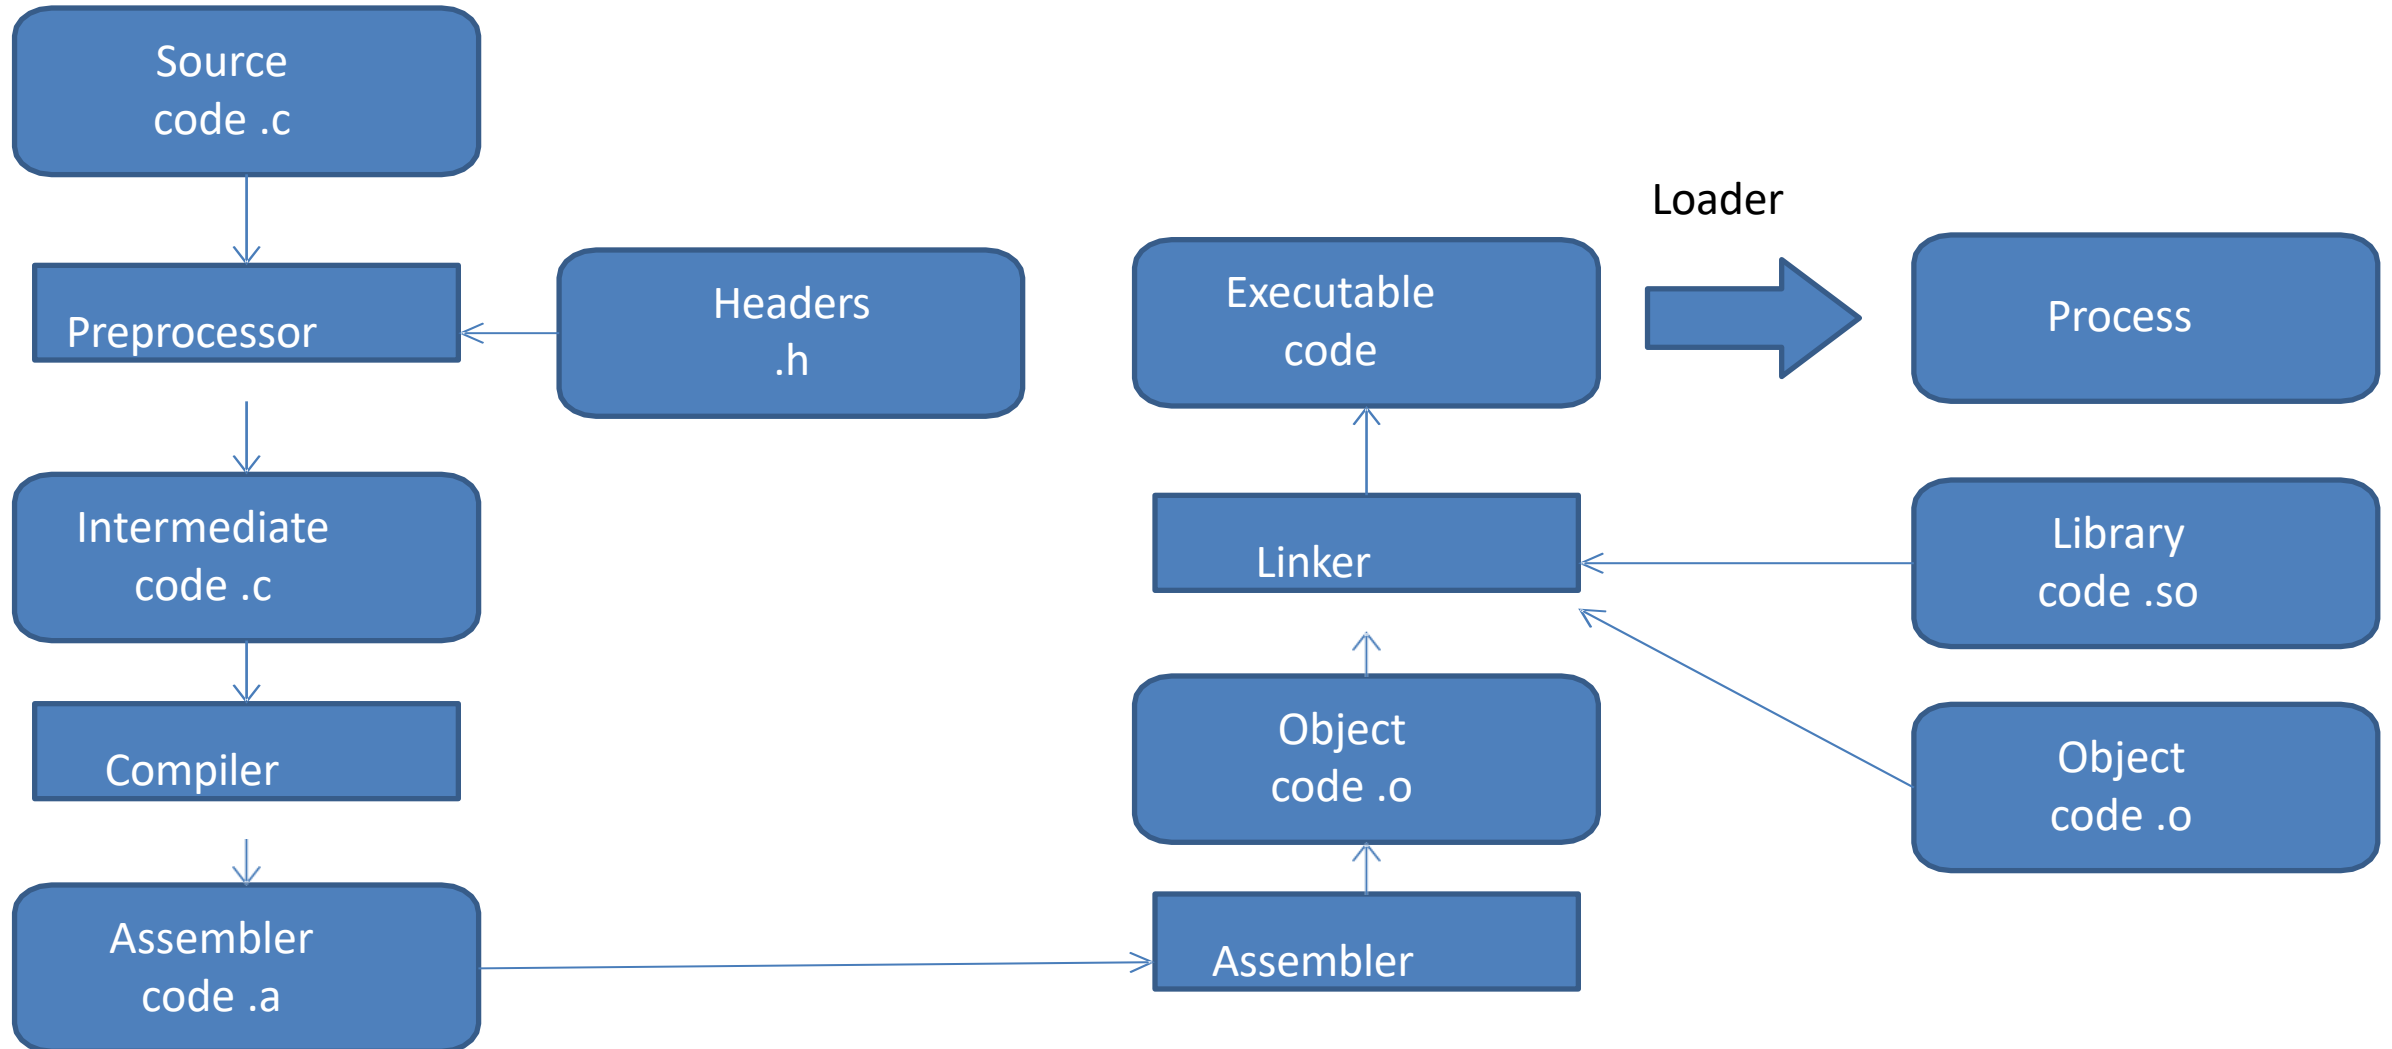 Source
code .c
Preprocessor
Headers
.h
Intermediate
code .c
Compiler
Assembler
code .a
Assembler
Object
code .o
Linker
Library
code .so
Object
code .o
Executable
code
Loader
Process